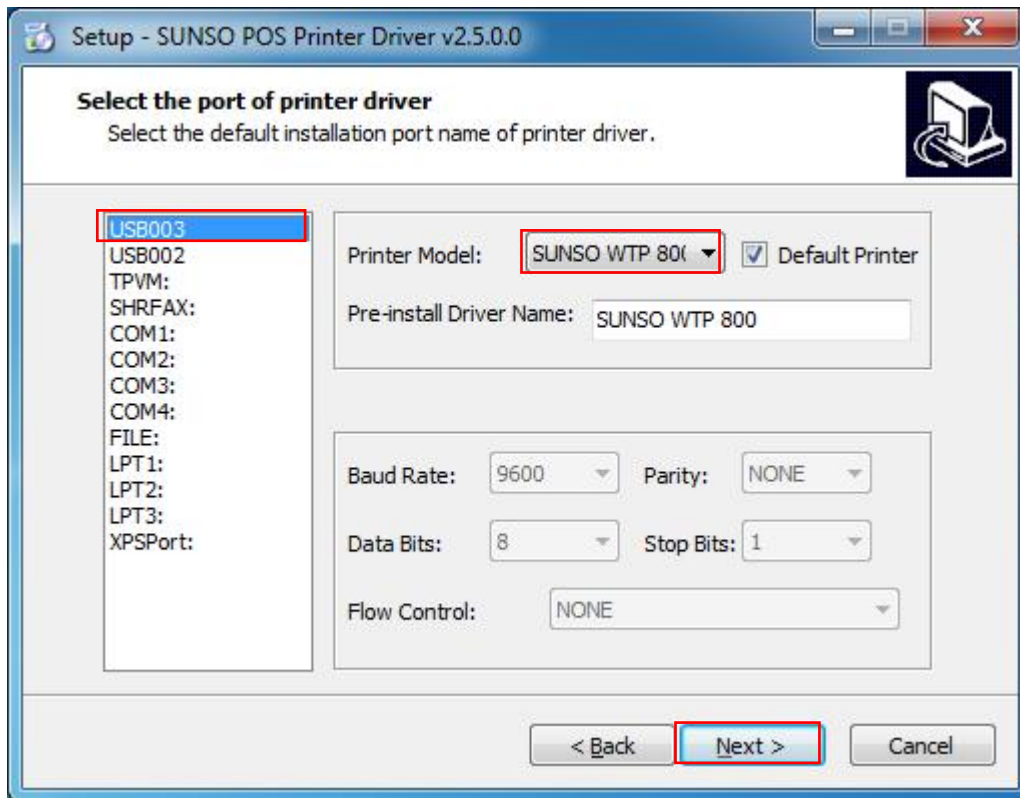 Setup - SUNSO POS Printer Driver v2.5.0.0
Select the port of printer driver
Select the default installation port name of printer driver.
USB003
USB002
TPVM:
SHRFAX:
COM1:
COM2:
COM3:
COM4:
FILE:
LPT1:
LPT2:
LPT3:
XPSPort:
Printer Model: SUNSO WTP 80( Default Printer
Pre-install Driver Name: SUNSO WTP 800
Baud Rate: 9600 Parity: NONE
Data Bits: 8 Stop Bits: 1
Flow Control: NONE
< Back Next > Cancel